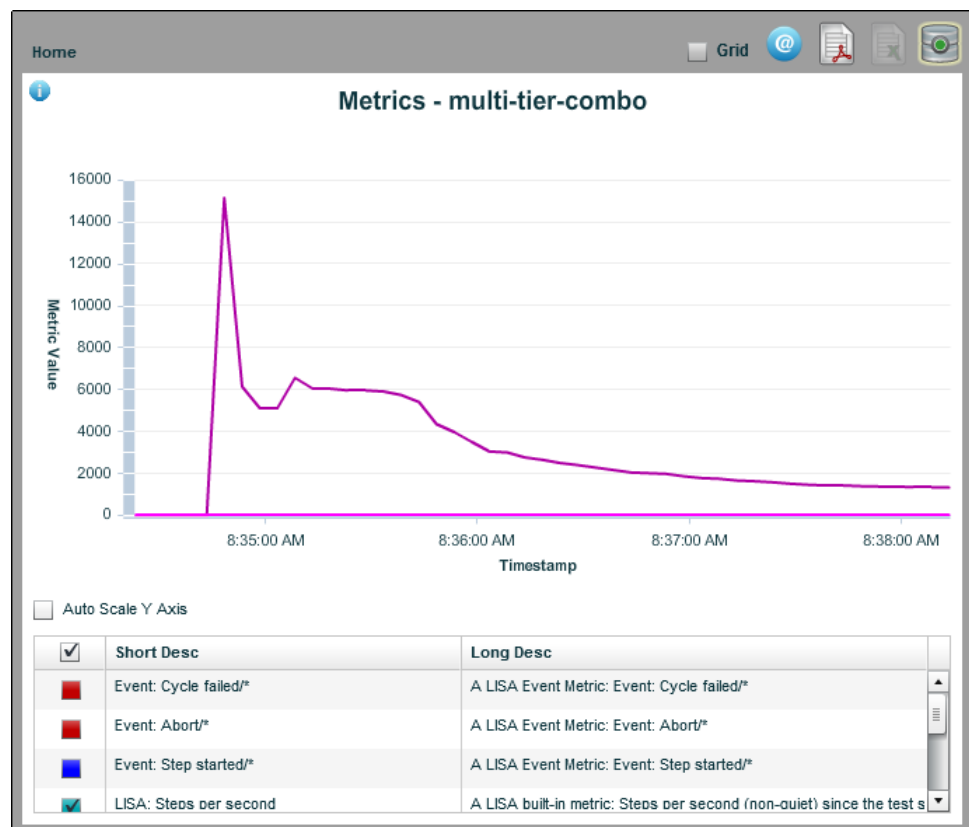 Home
Grid
@
i
Metrics - multi-tier-combo
16000
14000
12000
10000
8000
6000
4000
2000
0
Metric Value
8:35:00 AM 8:36:00 AM 8:37:00 AM 8:38:00 AM
Timestamp
Auto Scale Y Axis
Short Desc Long Desc
Event: Cycle failed/* A LISA Event Metric: Event: Cycle failed/*
Event: Abort/* A LISA Event Metric: Event: Abort/*
Event: Step started/* A LISA Event Metric: Event: Step started/*
LISA: Steps per second A LISA built-in metric: Steps per second (non-quiet) since the test s